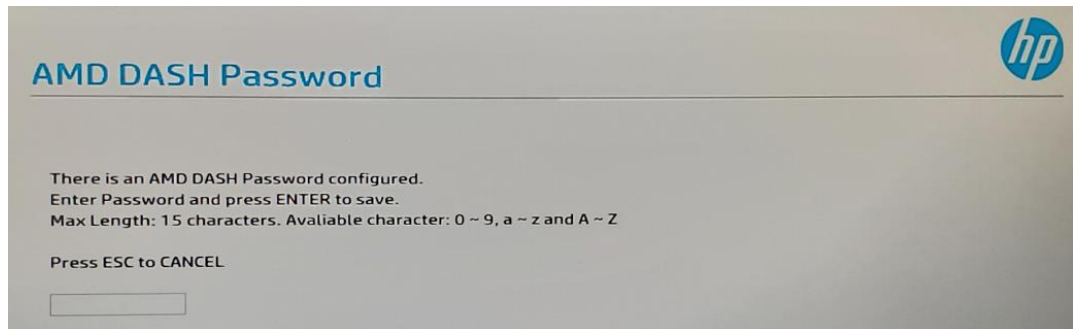 hp
AMD DASH Password
There is an AMD DASH Password configured.
Enter Password and press ENTER to save.
Max Length: 15 characters. Avaliable character: 0 ~ 9, a ~ z and A ~ Z
Press ESC to CANCEL